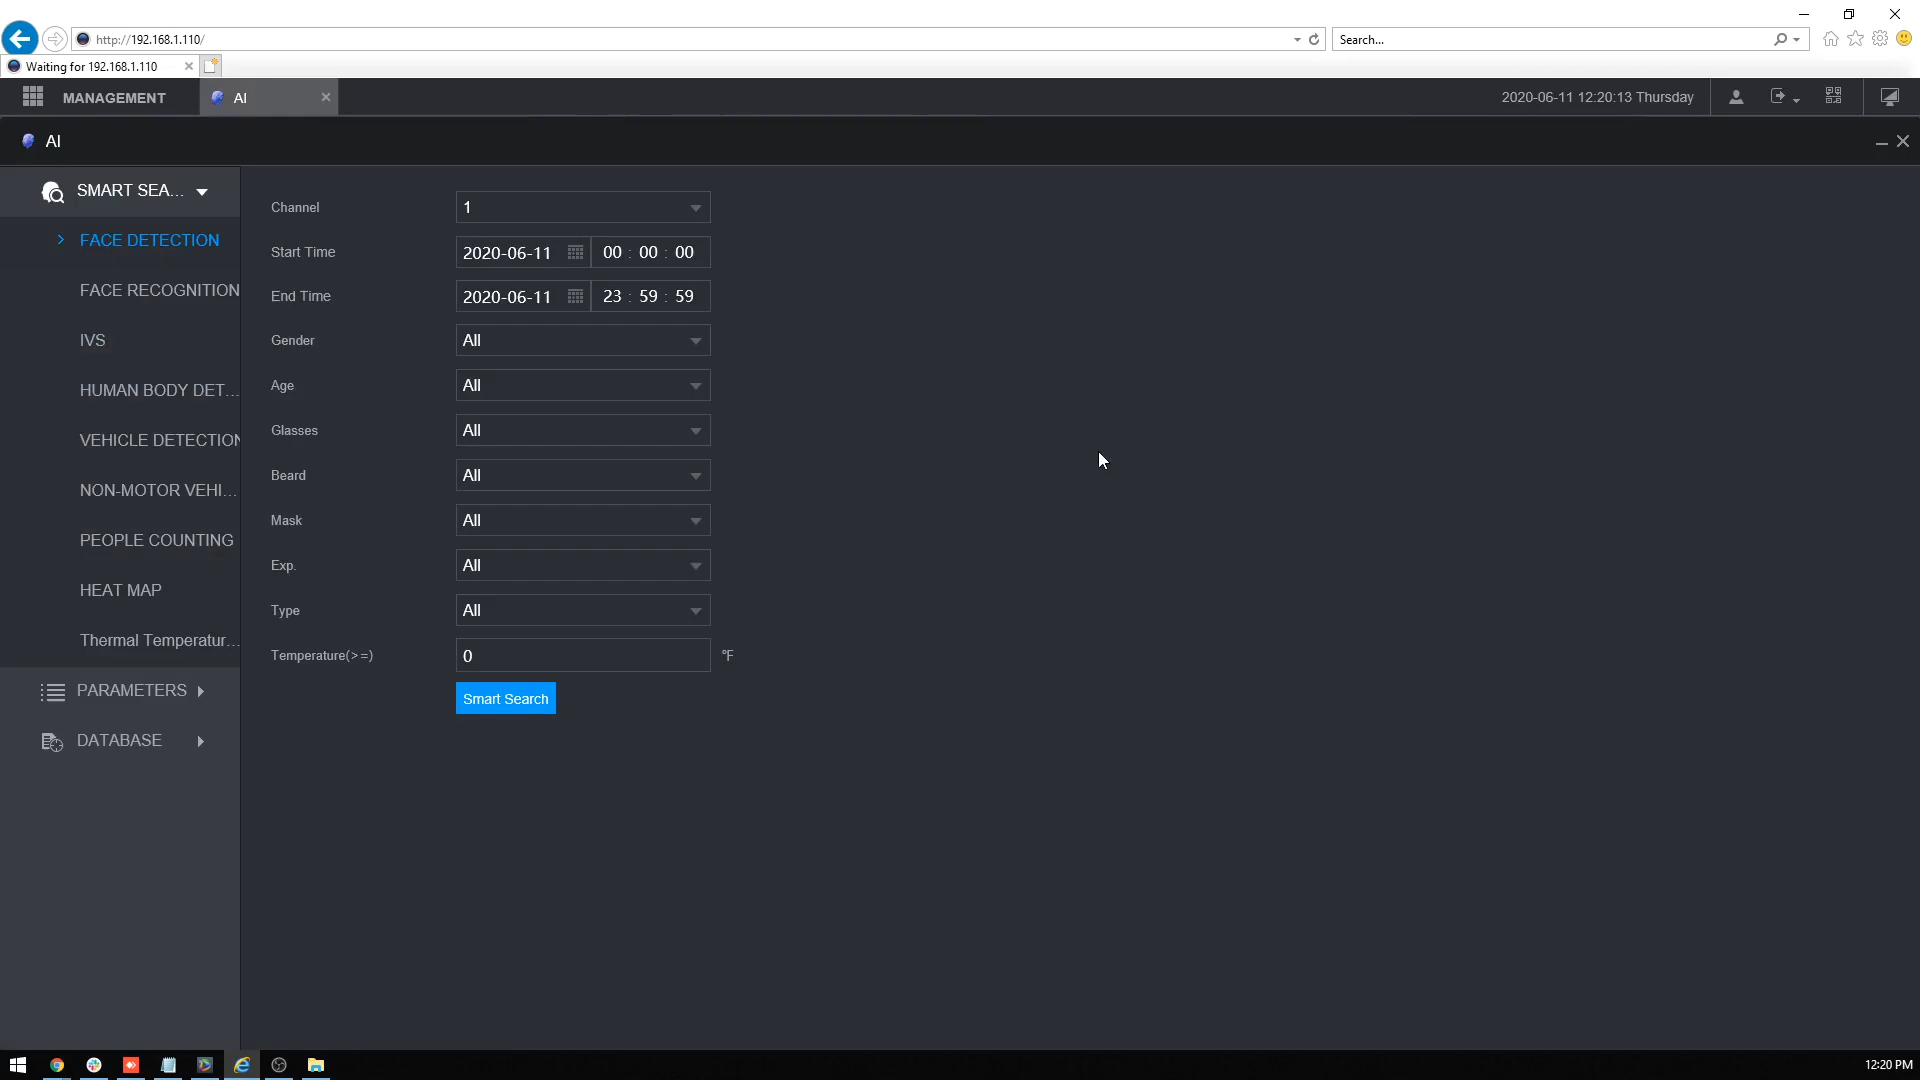 http://192.168.1.110/
Search...
Waiting for 192.168.1.110
MANAGEMENT
AI
2020-06-11 12:20:13 Thursday
AI
SMART SEA...
FACE DETECTION
FACE RECOGNITION
IVS
HUMAN BODY DET...
VEHICLE DETECTION
NON-MOTOR VEHI...
PEOPLE COUNTING
HEAT MAP
Thermal Temperatur...
PARAMETERS
DATABASE
Channel 1
Start Time 2020-06-11 00 : 00 : 00
End Time 2020-06-11 23 : 59 : 59
Gender All
Age All
Glasses All
Beard All
Mask All
Exp. All
Type All
Temperature(>=) 0 °F
Smart Search
12:20 PM